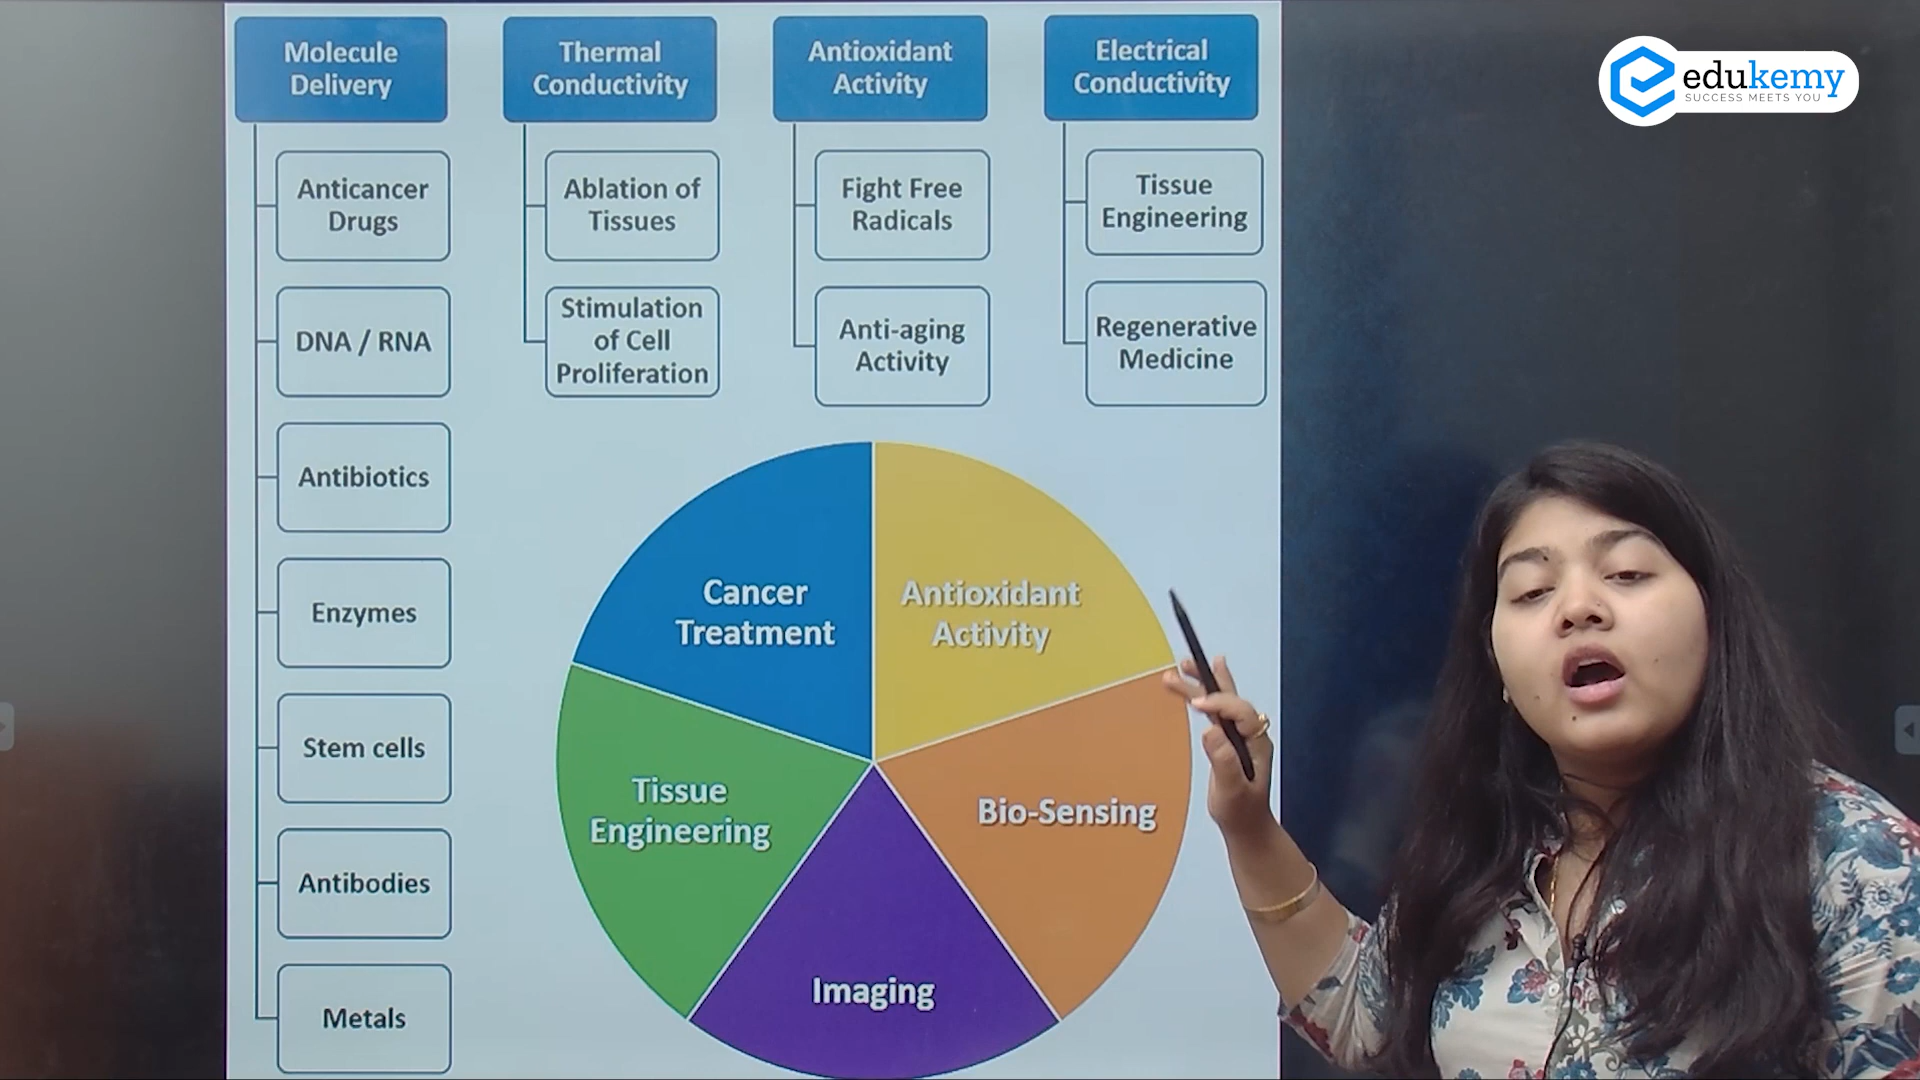 Molecule
Delivery
Thermal
Conductivity
Antioxidant
Activity
Electrical
Conductivity
edukemy
SUCCESS MEETS YOU
Anticancer
Drugs
DNA / RNA
Antibiotics
Enzymes
Stem cells
Antibodies
Metals
Ablation of
Tissues
Stimulation
of Cell
Proliferation
Fight Free
Radicals
Anti-aging
Activity
Tissue
Engineering
Regenerative
Medicine
Cancer
Treatment
Antioxidant
Activity
Tissue
Engineering
Bio-Sensing
Imaging